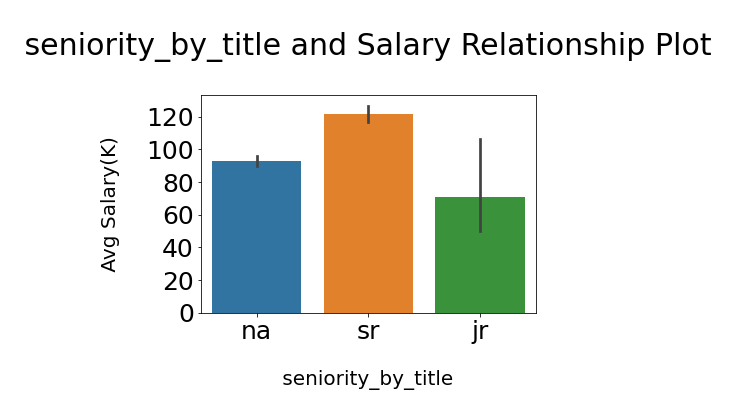 seniority_by_title and Salary Relationship Plot
Avg Salary(K)
120
100
80
60
40
20
0
na sr jr
seniority_by_title